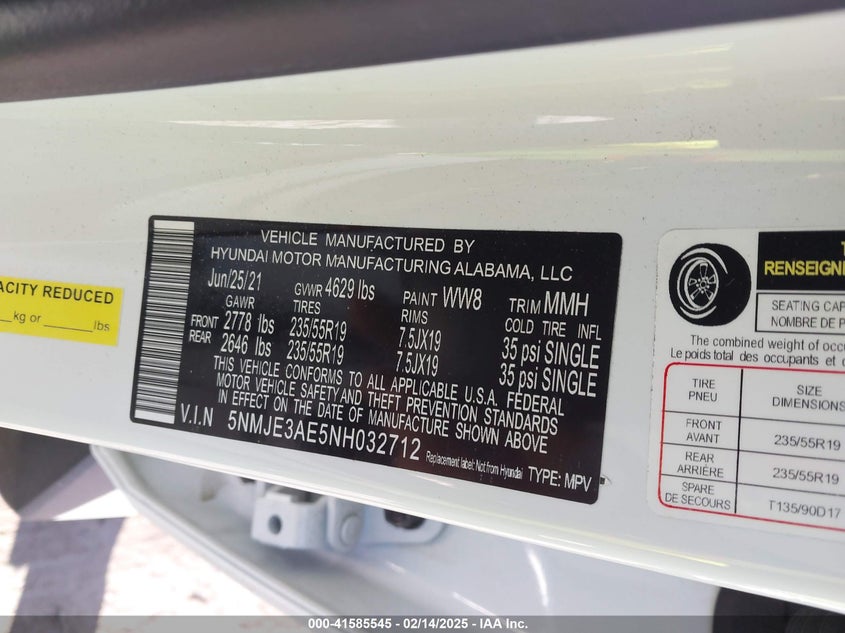 VEHICLE MANUFACTURED BY
HYUNDAI MOTOR MANUFACTURING ALABAMA, LLC
Jun/25/21 GVWR 4629 lbs PAINT WW8 TRIM MMH
GAWR TIRES RIMS COLD TIRE INFL
FRONT 2778 lbs 235/55R19 7.5JX19 35 psi SINGLE
REAR 2646 lbs 235/55R19 7.5JX19 35 psi SINGLE
THIS VEHICLE CONFORMS TO ALL APPLICABLE U.S.A. FEDERAL
MOTOR VEHICLE SAFETY AND THEFT PREVENTION STANDARDS
IN EFFECT ON THE DATE OF MANUFACTURE SHOWN ABOVE
V.I.N 5NMJE3AE5NH032712 Replacement label: Not from Hyundai TYPE: MPV
ACITY REDUCED
kg or lbs
RENSEIGNE
SEATING CAP
NOMBRE DE P
The combined weight of occu
Le poids total des occupants et
TIRE SIZE
PNEU DIMENSIONS
FRONT
AVANT 235/55R19
REAR
ARRIÈRE 235/55R19
SPARE
DE SECOURS T135/90D17
000-41585545 - 02/14/2025 - IAA Inc.